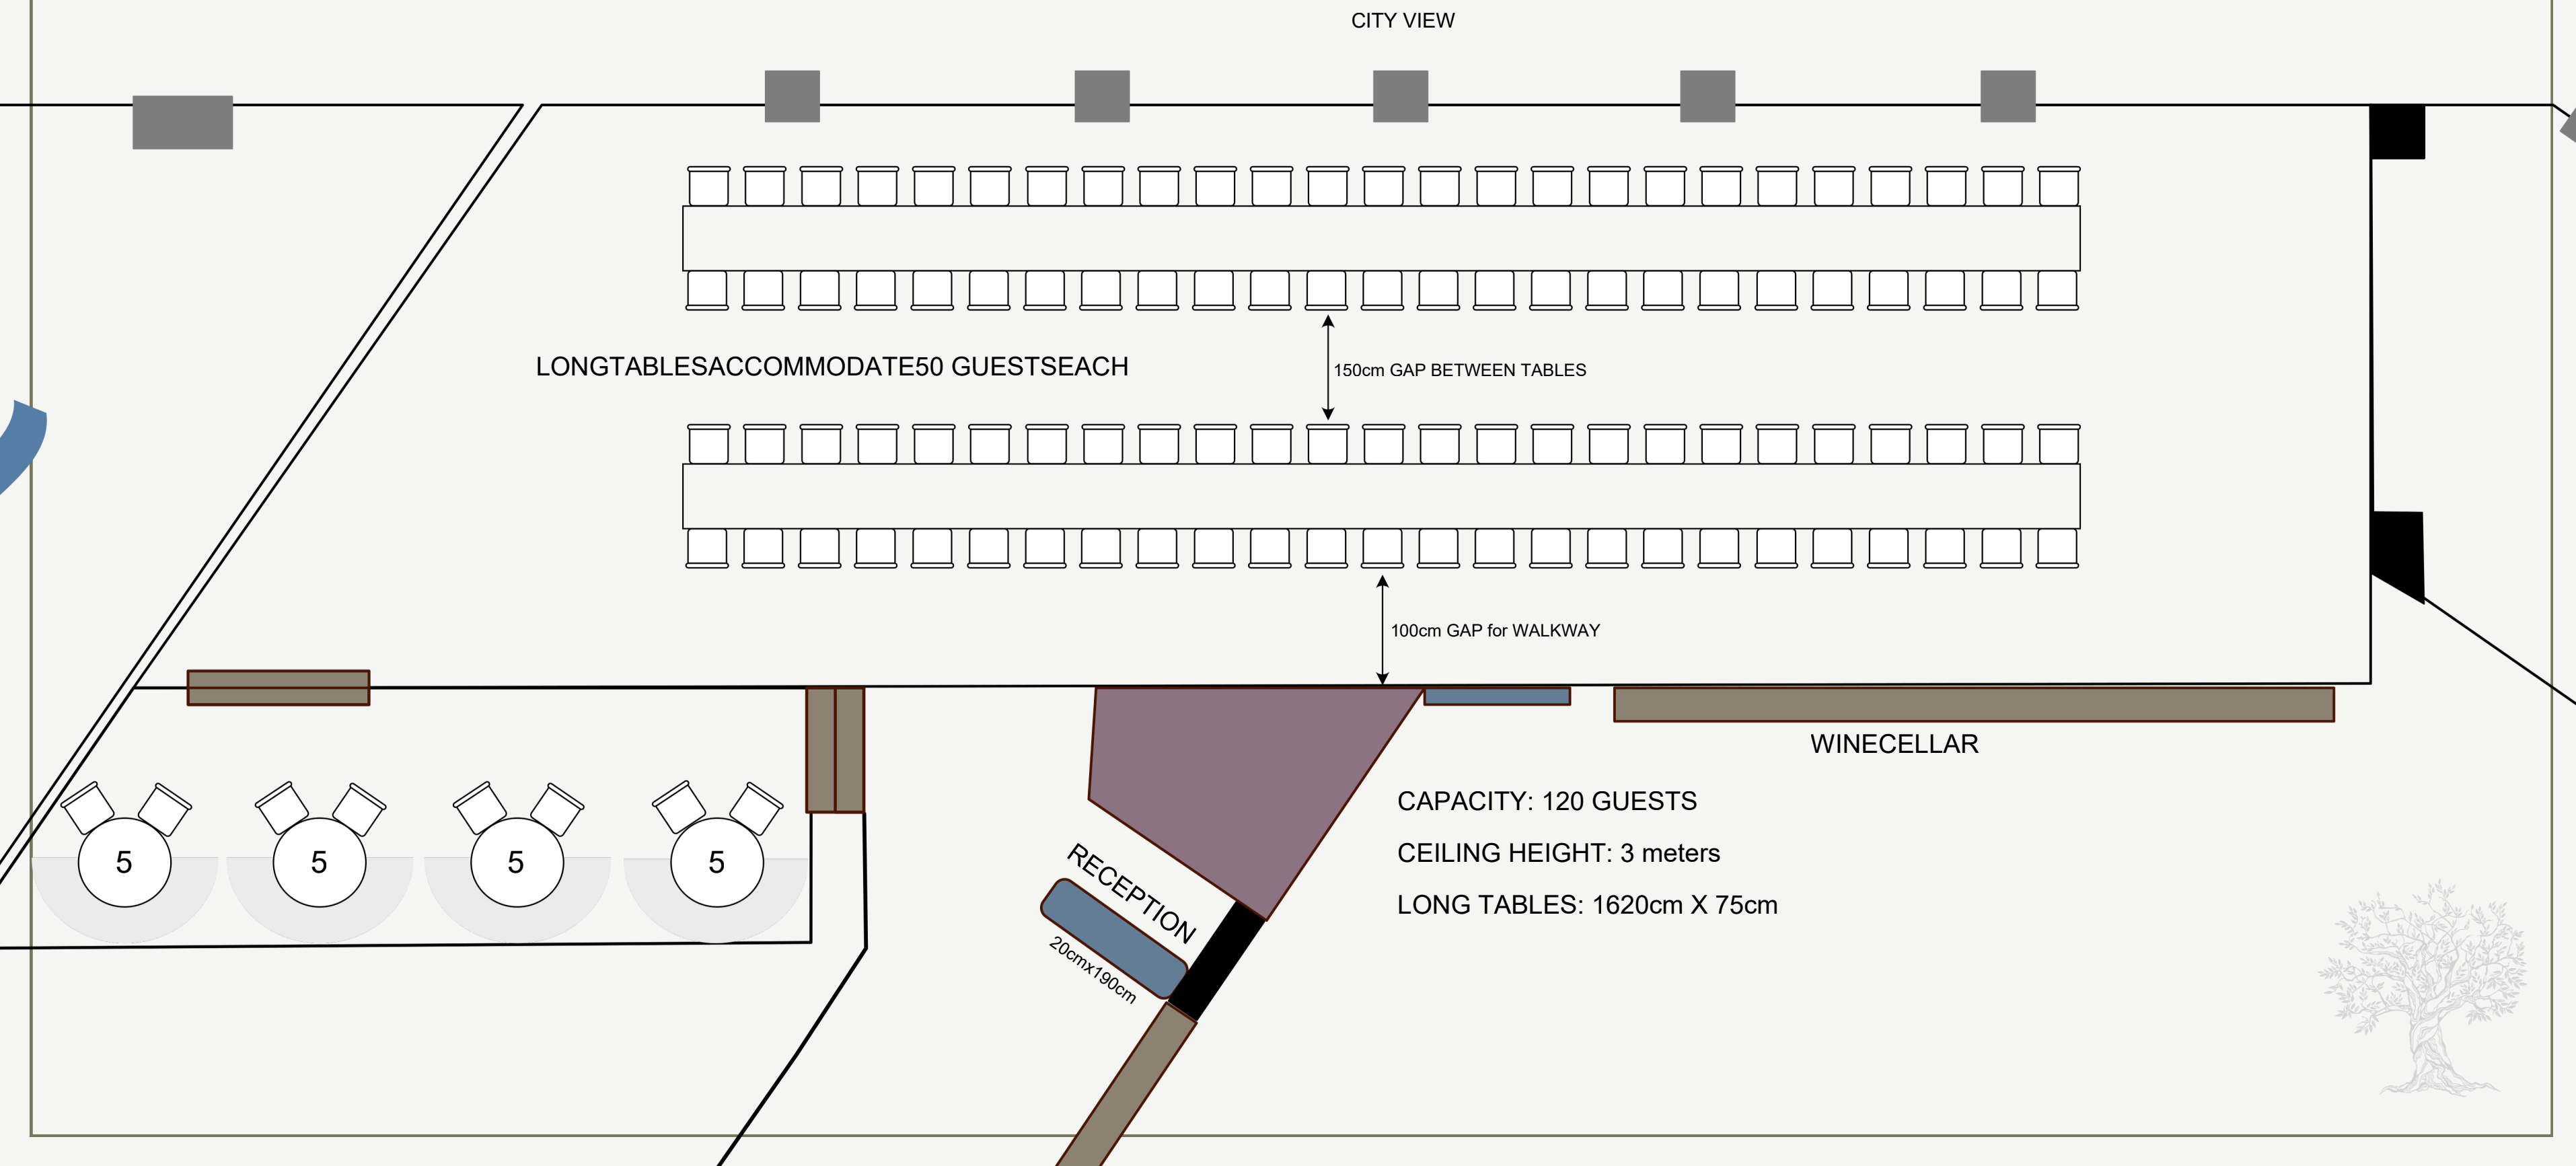 CITY VIEW
LONGTABLESACCOMMODATE50 GUESTSEACH
150cm GAP BETWEEN TABLES
100cm GAP for WALKWAY
WINECELLAR
CAPACITY: 120 GUESTS
CEILING HEIGHT: 3 meters
LONG TABLES: 1620cm X 75cm
5
5
5
5
RECEPTION
20cmx190cm